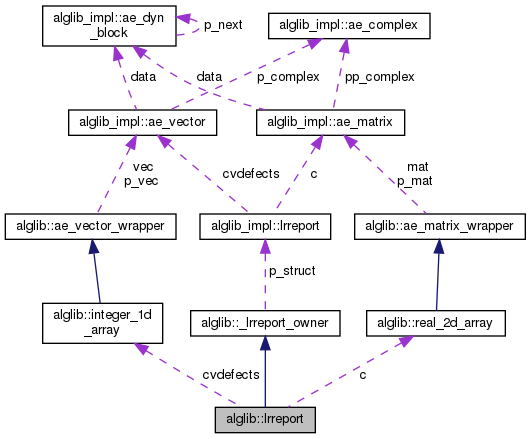 alglib_impl::ae_dyn
_block
p_next
alglib_impl::ae_complex
data
data
p_complex
pp_complex
alglib_impl::ae_vector
alglib_impl::ae_matrix
vec
p_vec
cvdefects
c
mat
p_mat
alglib::ae_vector_wrapper
alglib_impl::lrreport
alglib::ae_matrix_wrapper
p_struct
alglib::integer_1d
_array
alglib::_lrreport_owner
alglib::real_2d_array
cvdefects
c
alglib::lrreport